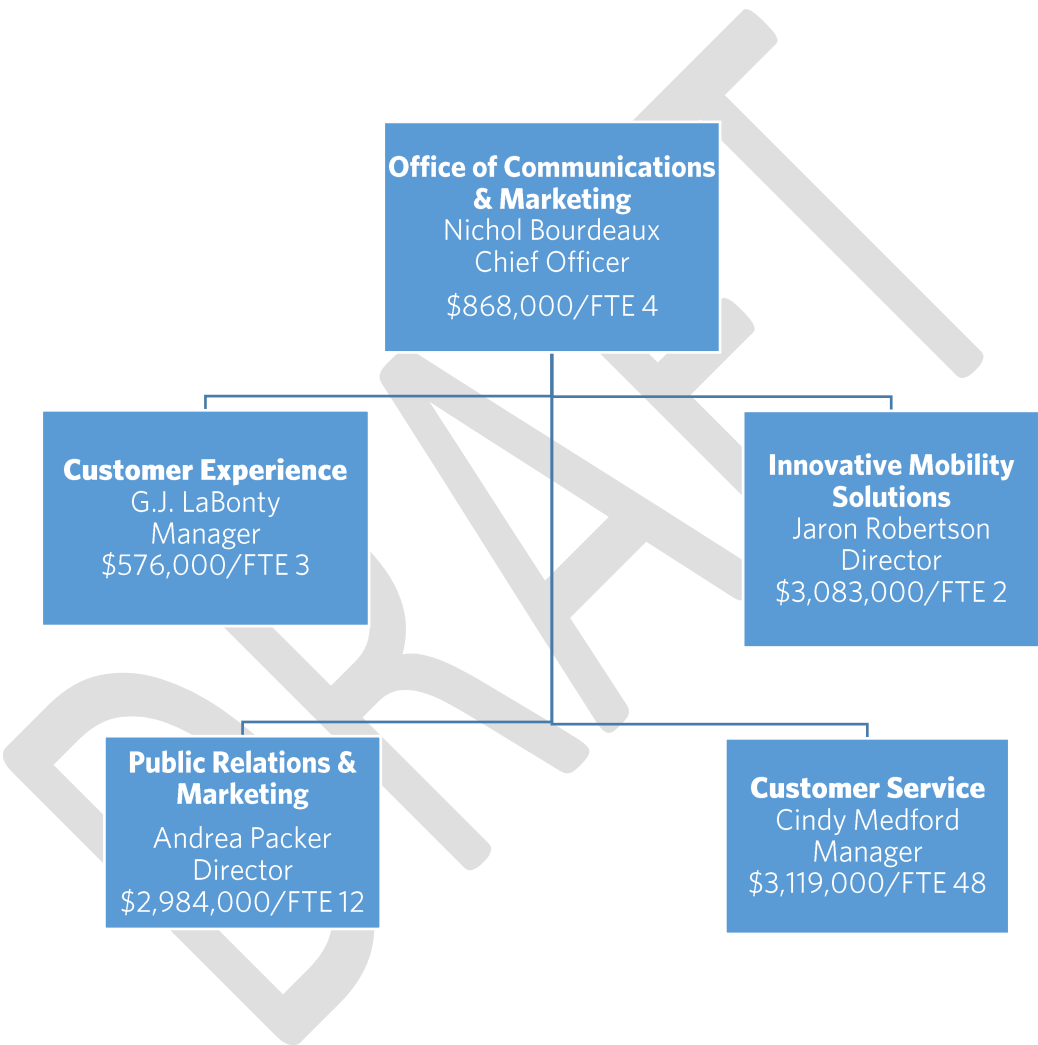 DRAFT
Office of Communications
& Marketing
Nichol Bourdeaux
Chief Officer
$868,000/FTE 4
Customer Experience
G.J. LaBonty
Manager
$576,000/FTE 3
Innovative Mobility
Solutions
Jaron Robertson
Director
$3,083,000/FTE 2
Public Relations &
Marketing
Andrea Packer
Director
$2,984,000/FTE 12
Customer Service
Cindy Medford
Manager
$3,119,000/FTE 48